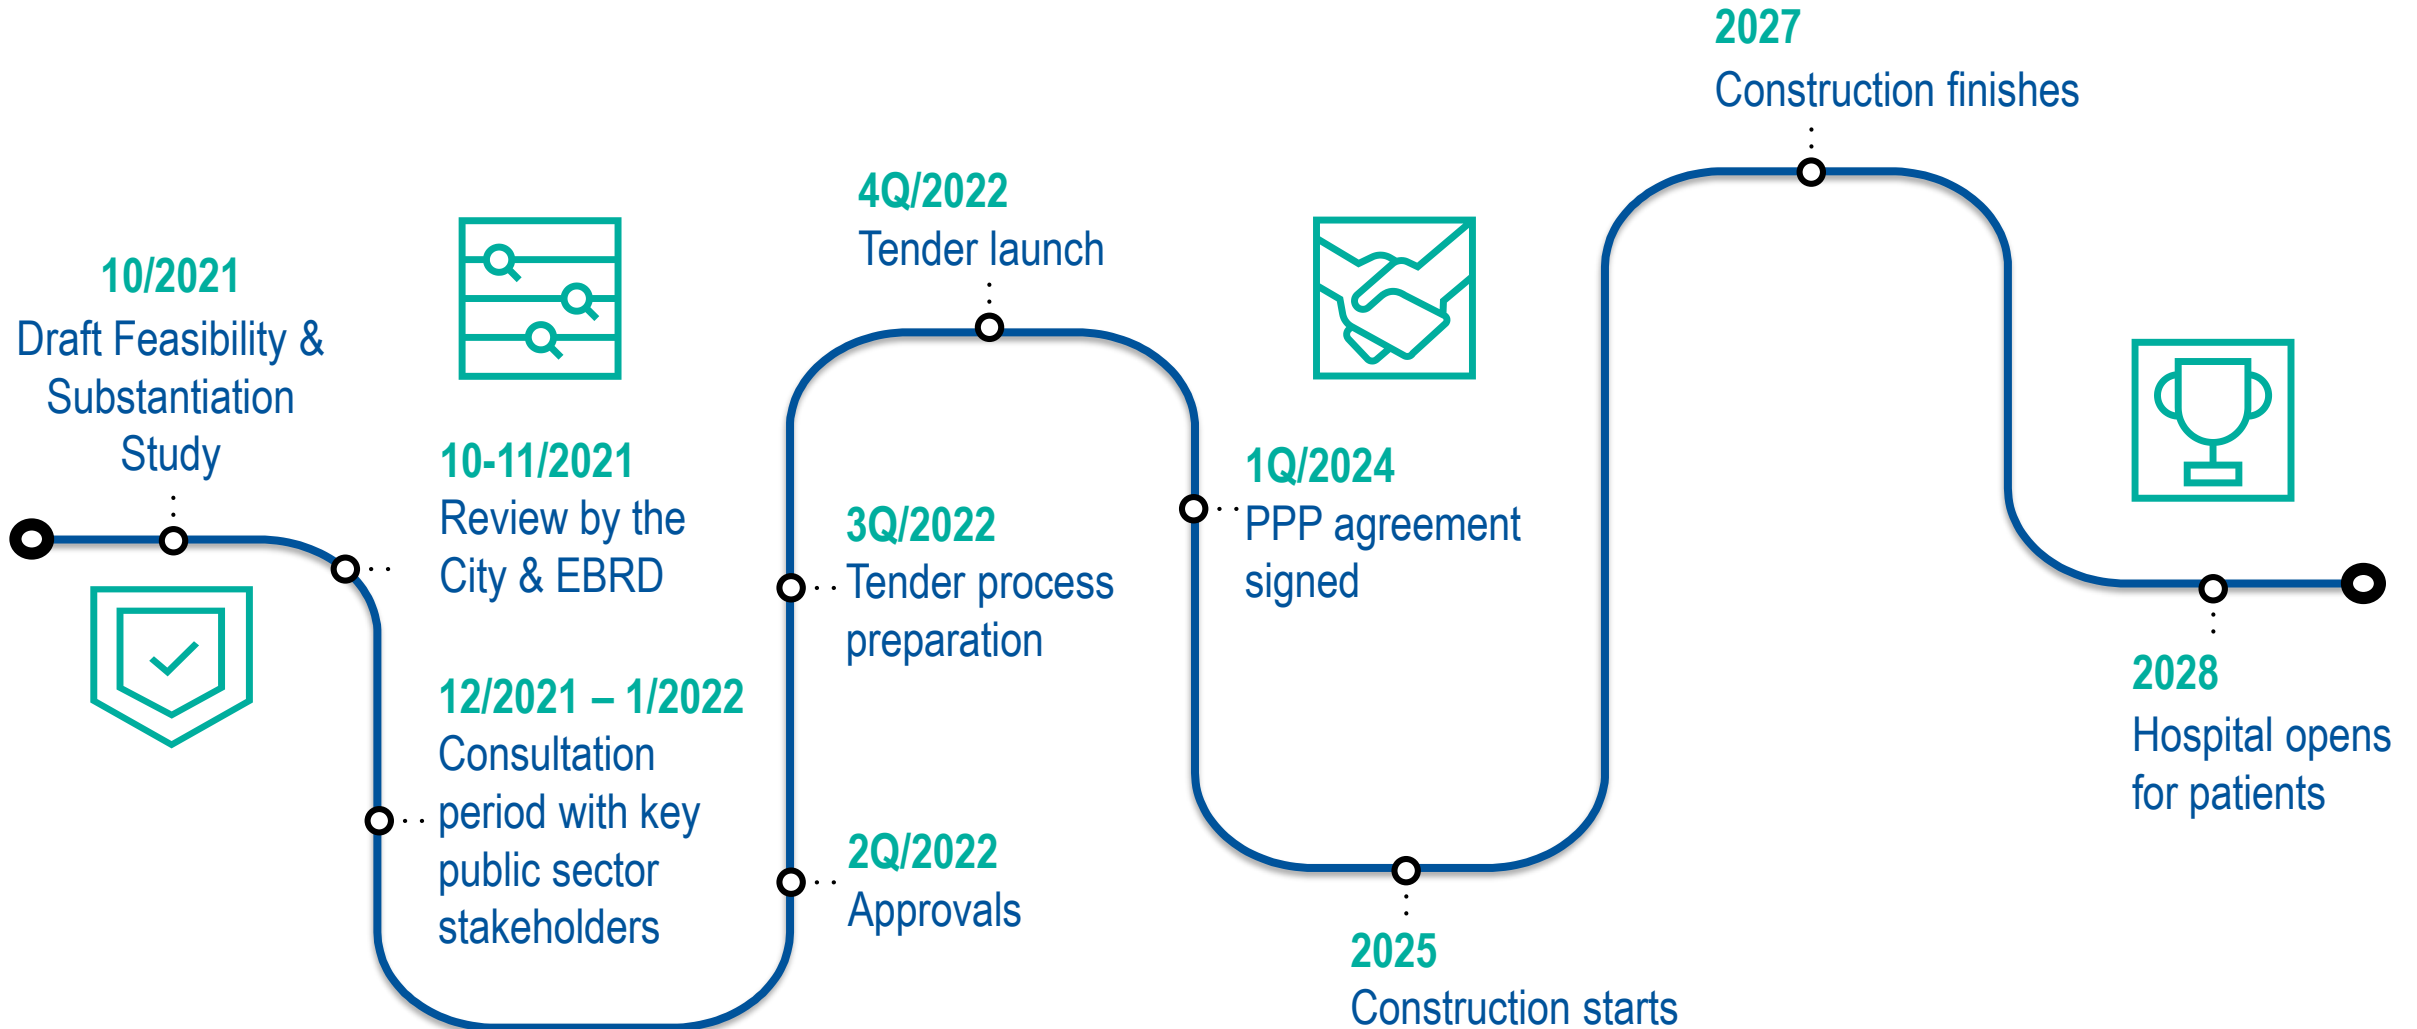 10/2021
Draft Feasibility &
Substantiation
Study
10-11/2021
Review by the
City & EBRD
12/2021 – 1/2022
Consultation
period with key
public sector
stakeholders
2Q/2022
Approvals
3Q/2022
Tender process
preparation
4Q/2022
Tender launch
1Q/2024
PPP agreement
signed
2025
Construction starts
2027
Construction finishes
2028
Hospital opens
for patients